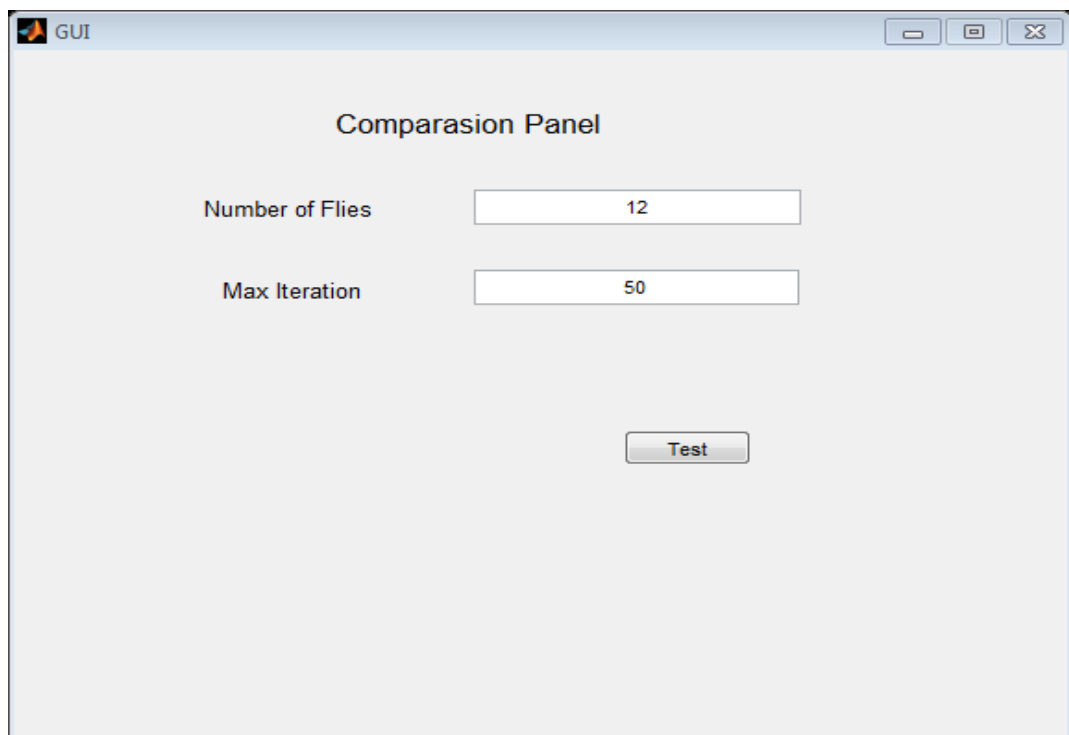 GUI
Comparasion Panel
Number of Flies 12
Max Iteration 50
Test